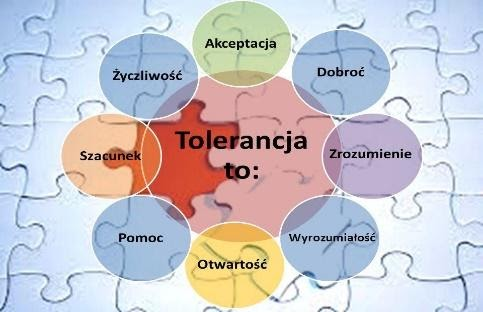 Tolerancja
to:
Akceptacja
Dobroć
Zrozumienie
Wyrozumiałość
Otwartość
Pomoc
Szacunek
Życzliwość